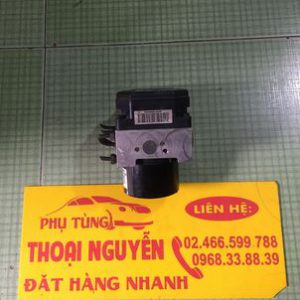 PHỤ TÙNG
LIÊN HỆ:
THOẠI NGUYỄN
02.466.599.788
0968.33.88.39
ĐẶT HÀNG NHANH